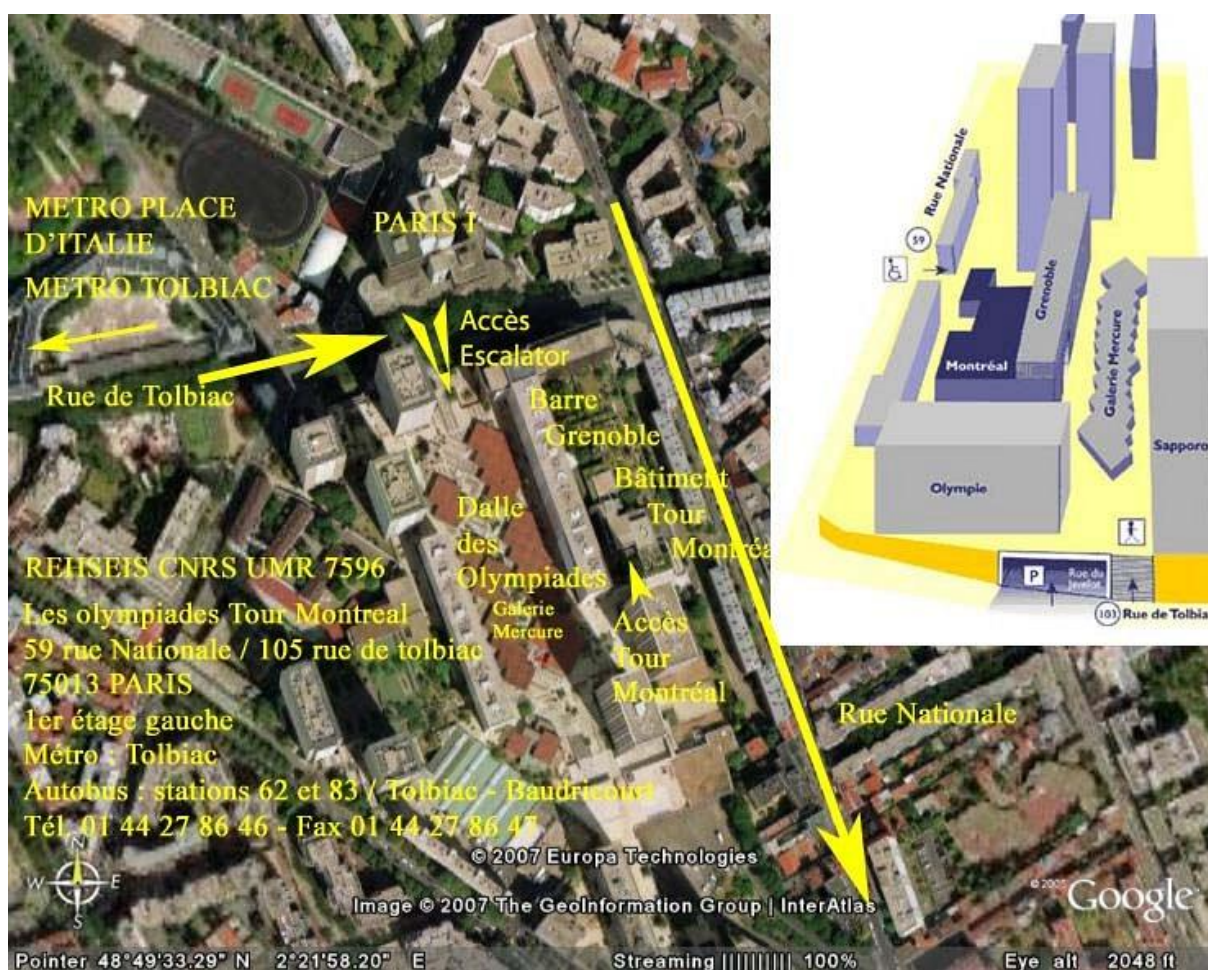 METRO PLACE
D'ITALIE
METRO TOLBIAC
PARIS I
Accès
Escalator
Rue de Tolbiac
Barre
Grenoble
Bâtiment
Tour
Montréa
Dalle
des
Olympiades
Galerie
Mercure
Accès
Tour
Montréal
Rue Nationale
REHSEIS CNRS UMR 7596
Les olympiades Tour Montreal
59 rue Nationale / 105 rue de tolbiac
75013 PARIS
1er étage gauche
Métro : Tolbiac
Autobus : stations 62 et 83 / Tolbiac - Baudricourt
Tél. 01 44 27 86 46 - Fax 01 44 27 86 47
Rue Nationale
59
Grenoble
Montréal
Galerie Mercure
Sapporo
Olympie
P
Rue du
Javelot
103 Rue de Tolbia
N
W E
S
© 2007 Europa Technologies
Image © 2007 The GeoInformation Group | InterAtlas
© 2005 Google
Pointer 48°49'33.29" N 2°21'58.20" E Streaming |||||||||| 100% Eye alt 2048 ft